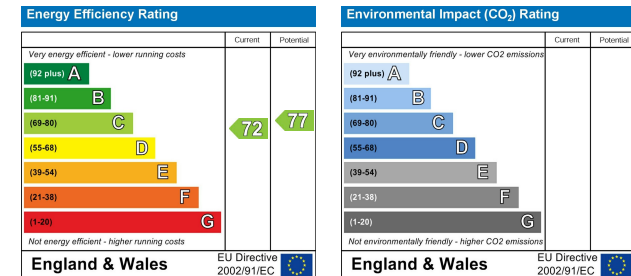 Energy Efficiency Rating
Current Potential
Very energy efficient - lower running costs
(92 plus) A
(81-91) B
(69-80) C
(55-68) D
(39-54) E
(21-38) F
(1-20) G
72
77
Not energy efficient - higher running costs
England & Wales
EU Directive
2002/91/EC
Environmental Impact (CO₂) Rating
Current Potential
Very environmentally friendly - lower CO2 emissions
(92 plus) A
(81-91) B
(69-80) C
(55-68) D
(39-54) E
(21-38) F
(1-20) G
Not environmentally friendly - higher CO2 emissions
England & Wales
EU Directive
2002/91/EC